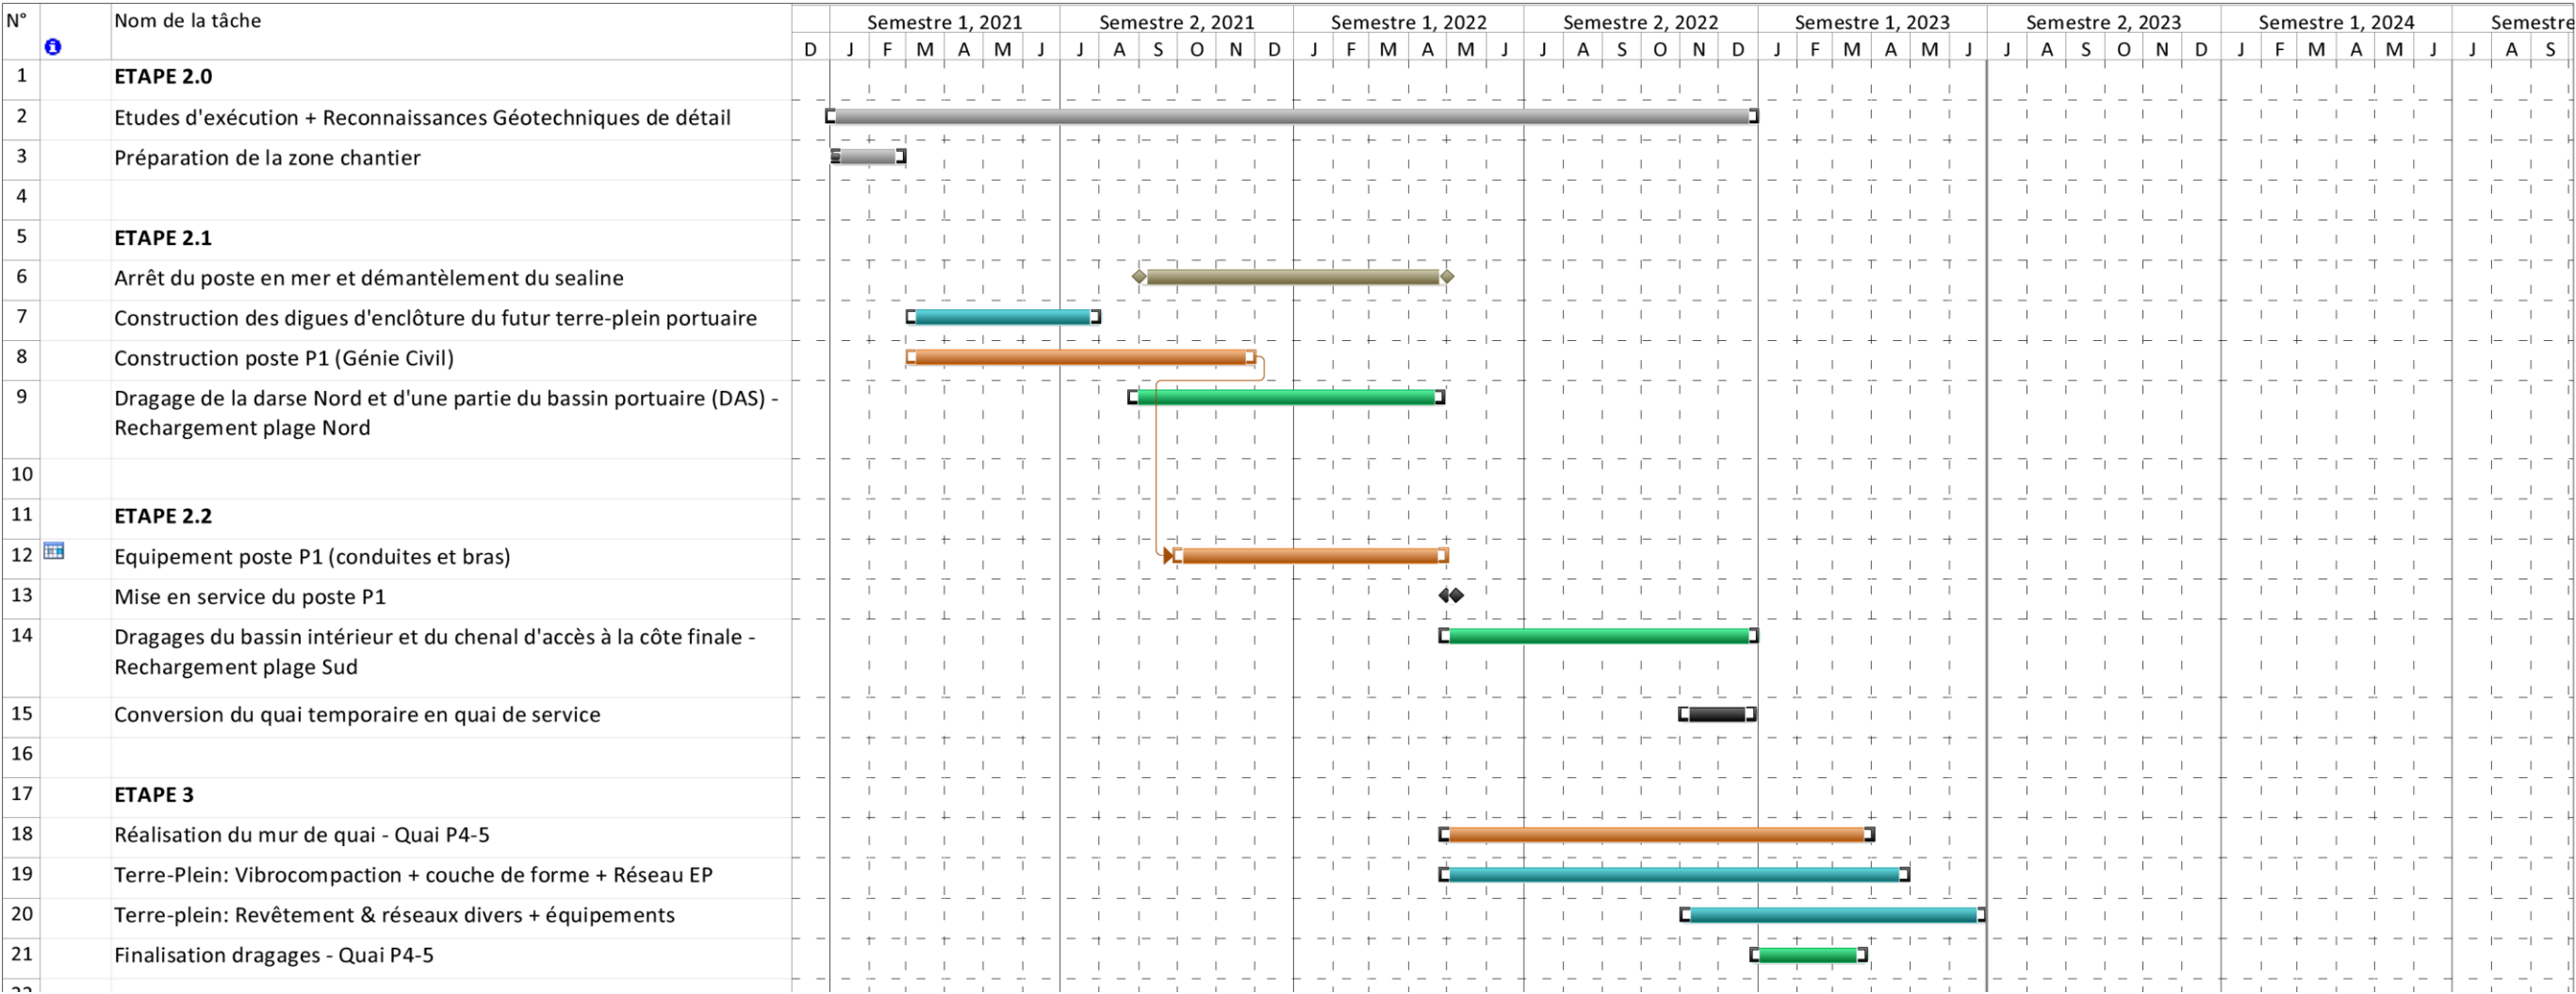 N° Nom de la tâche Semestre 1, 2021 Semestre 2, 2021 Semestre 1, 2022 Semestre 2, 2022 Semestre 1, 2023 Semestre 2, 2023 Semestre 1, 2024 Semestre
D J F M A M J J A S O N D J F M A M J J A S O N D J F M A M J J A S O N D J F M A M J J A S
1 ETAPE 2.0
2 Etudes d'exécution + Reconnaissances Géotechniques de détail
3 Préparation de la zone chantier
4
5 ETAPE 2.1
6 Arrêt du poste en mer et démantèlement du sealine
7 Construction des digues d'enclôture du futur terre-plein portuaire
8 Construction poste P1 (Génie Civil)
9 Dragage de la darse Nord et d'une partie du bassin portuaire (DAS) -
Rechargement plage Nord
10
11 ETAPE 2.2
12 Equipement poste P1 (conduites et bras)
13 Mise en service du poste P1
14 Dragages du bassin intérieur et du chenal d'accès à la côte finale -
Rechargement plage Sud
15 Conversion du quai temporaire en quai de service
16
17 ETAPE 3
18 Réalisation du mur de quai - Quai P4-5
19 Terre-Plein: Vibrocompaction + couche de forme + Réseau EP
20 Terre-plein: Revêtement & réseaux divers + équipements
21 Finalisation dragages - Quai P4-5